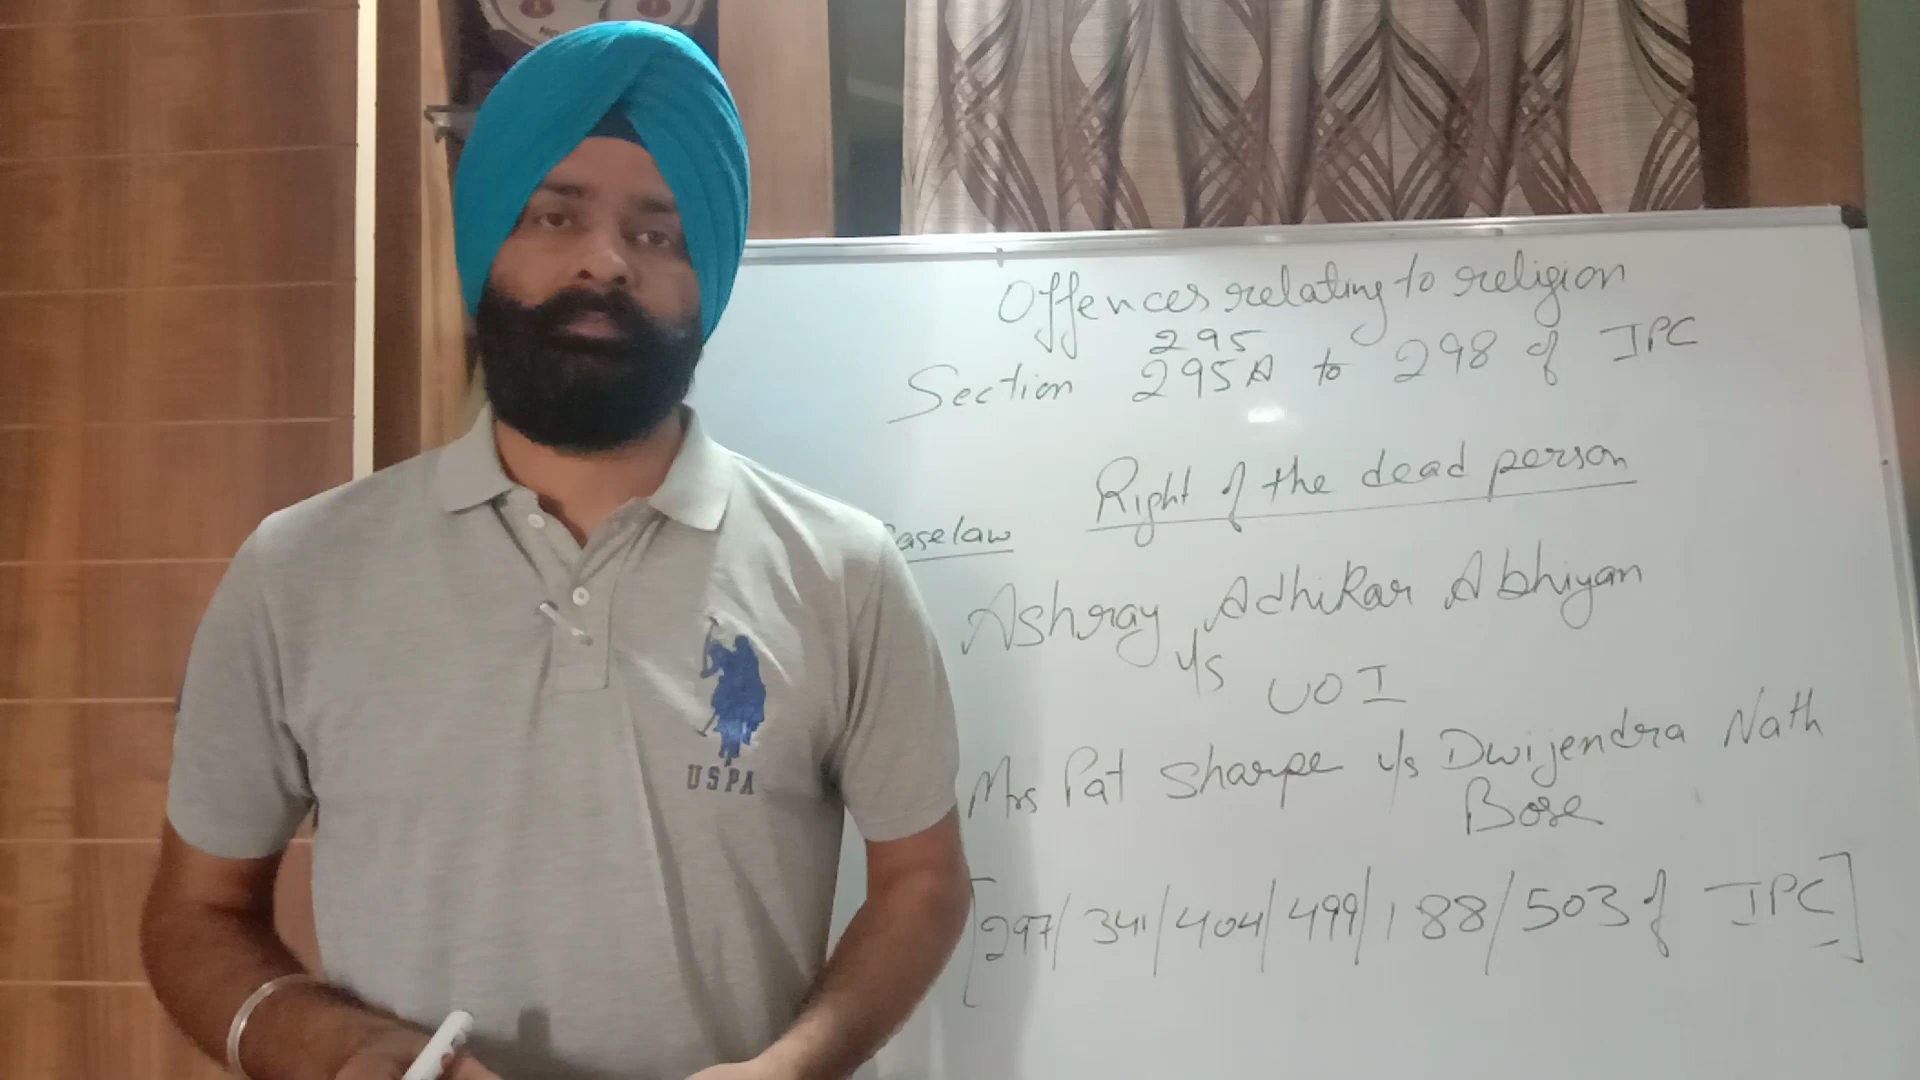 Offences relating to religion
295
Section 295A to 298 of IPC
Right of the dead person
Caselaw
Ashray Adhikar Abhiyan
v/s
UOI
Mrs Pat Sharpe v/s Dwijendra Nath
Bose
[297/341/404/499/188/503 of IPC]
USPA